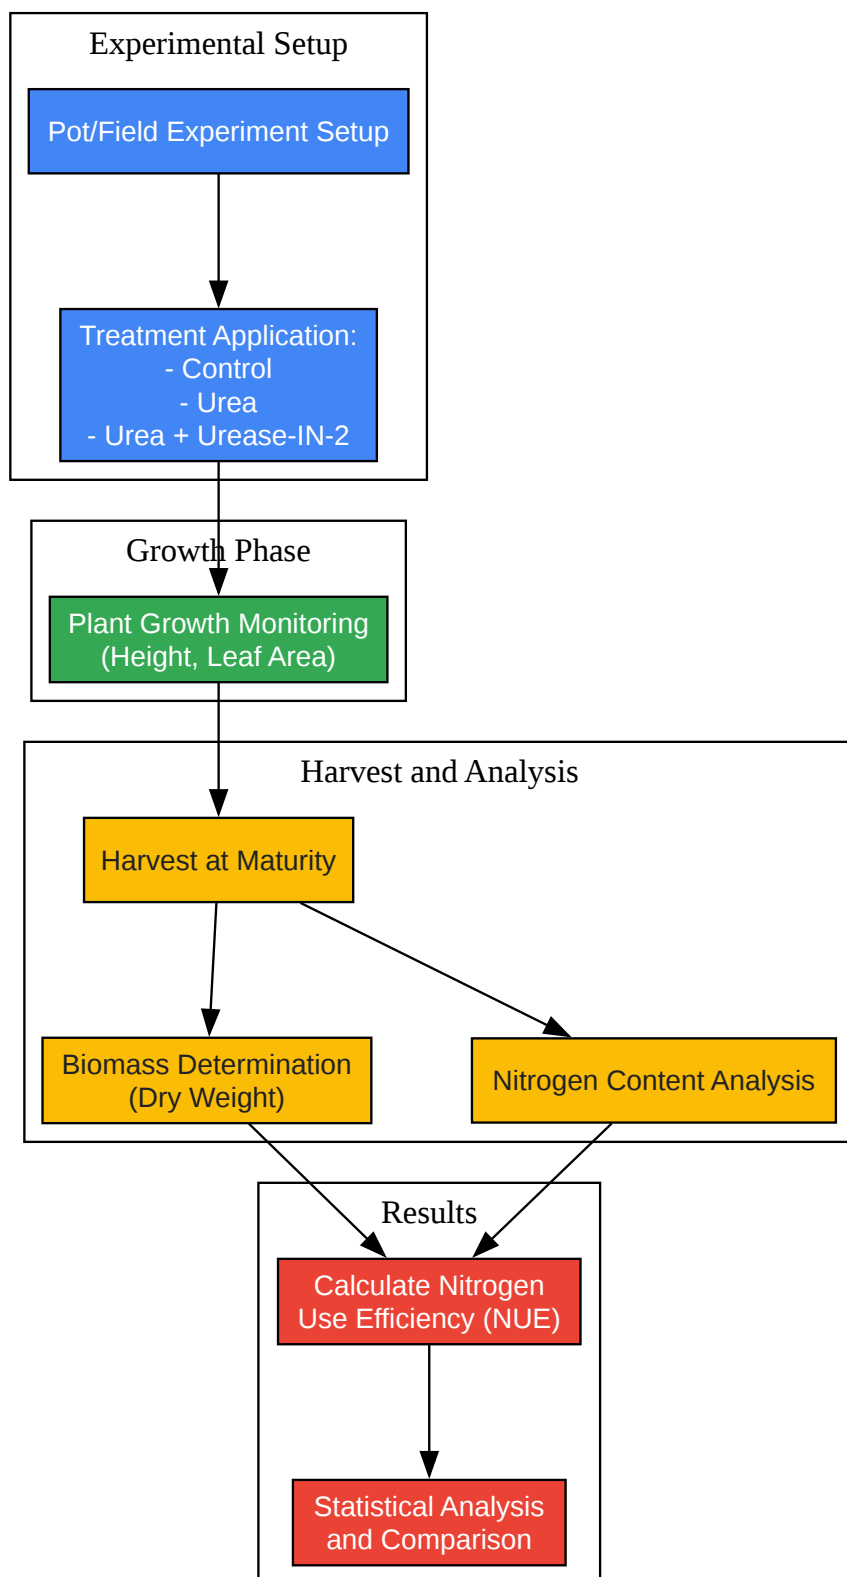 Experimental Setup
Pot/Field Experiment Setup
Treatment Application:
- Control
- Urea
- Urea + Urease-IN-2
Growth Phase
Plant Growth Monitoring
(Height, Leaf Area)
Harvest and Analysis
Harvest at Maturity
Biomass Determination
(Dry Weight)
Nitrogen Content Analysis
Results
Calculate Nitrogen
Use Efficiency (NUE)
Statistical Analysis
and Comparison